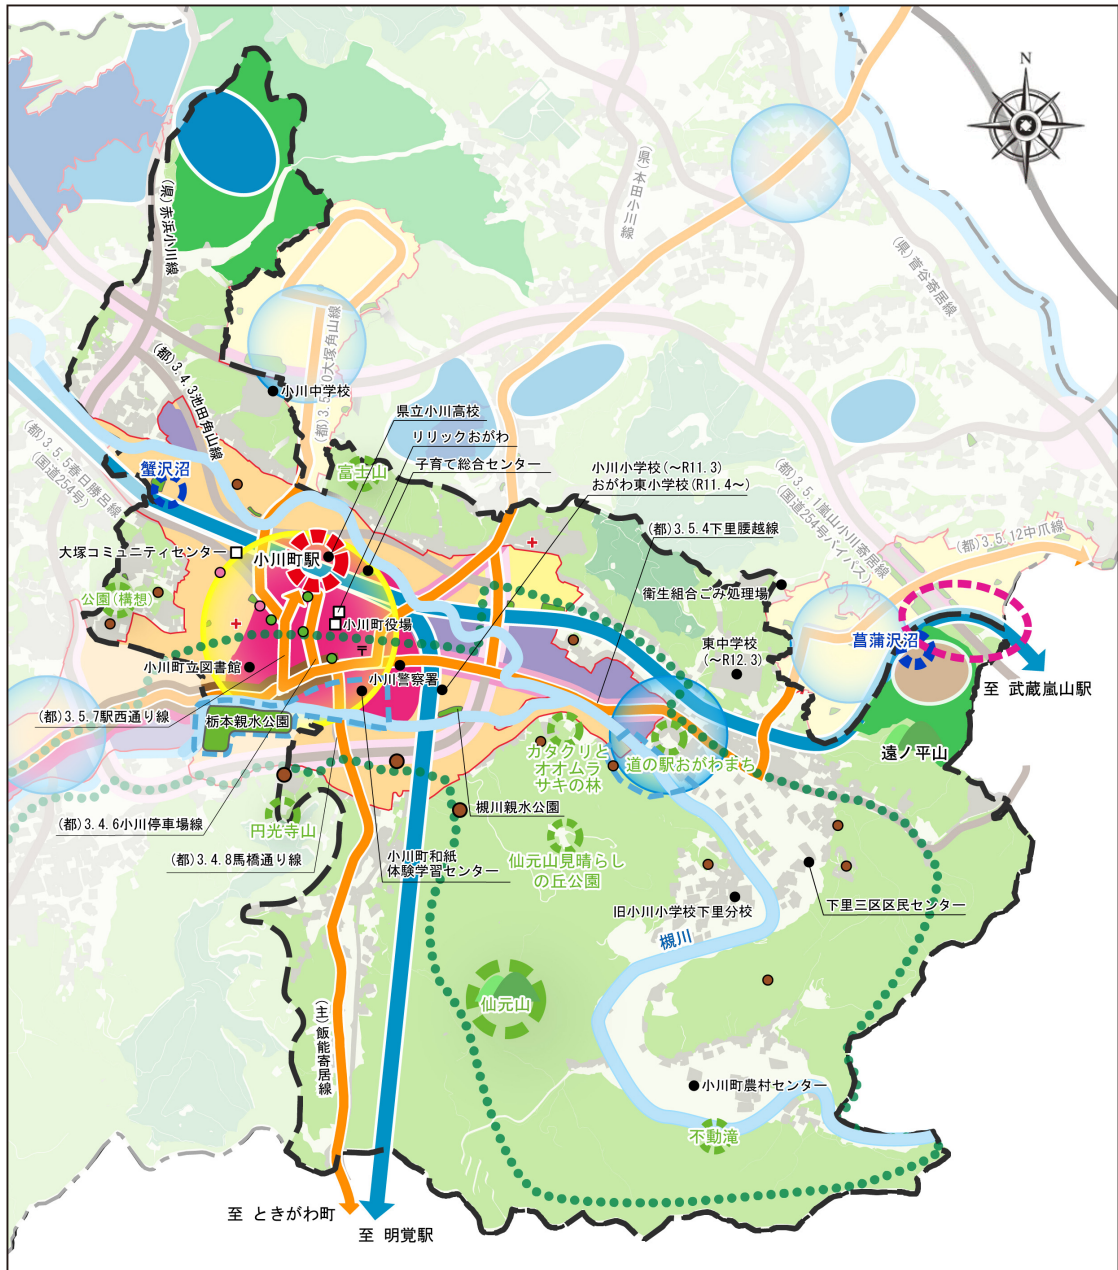 N
(県)本田小川線
(県)赤浜小川線
(県)菅谷寄居線
(都)3.5.10大塚角山線
(都)3.4.3池田角山線
小川中学校
県立小川高校
リリックおがわ
子育て総合センター
富士山
小川小学校(～R11.3)
おがわ東小学校(R11.4～)
(都)3.5.5春日勝呂線
(国道254号)
蟹沢沼
(都)3.5.1嵐山小川寄居線
(国道254号バイパス)
(都)3.5.4下里腰越線
(都)3.5.12中爪線
大塚コミュニティセンター
小川町駅
公園(構想)
衛生組合ごみ処理場
小川町役場
東中学校
(～R12.3)
菖蒲沢沼
小川町立図書館
〒
小川警察署
至 武蔵嵐山駅
(都)3.5.7駅西通り線
栃本親水公園
カタクリと
オオムラ
サキの林
道の駅おがわまち
遠ノ平山
槻川親水公園
(都)3.4.6小川停車場線
円光寺山
(都)3.4.8馬橋通り線
小川町和紙
体験学習センター
仙元山見晴らし
の丘公園
旧小川小学校下里分校
下里三区区民センター
槻川
仙元山
(主)飯能寄居線
小川町農村センター
不動滝
至 ときがわ町
至 明覚駅